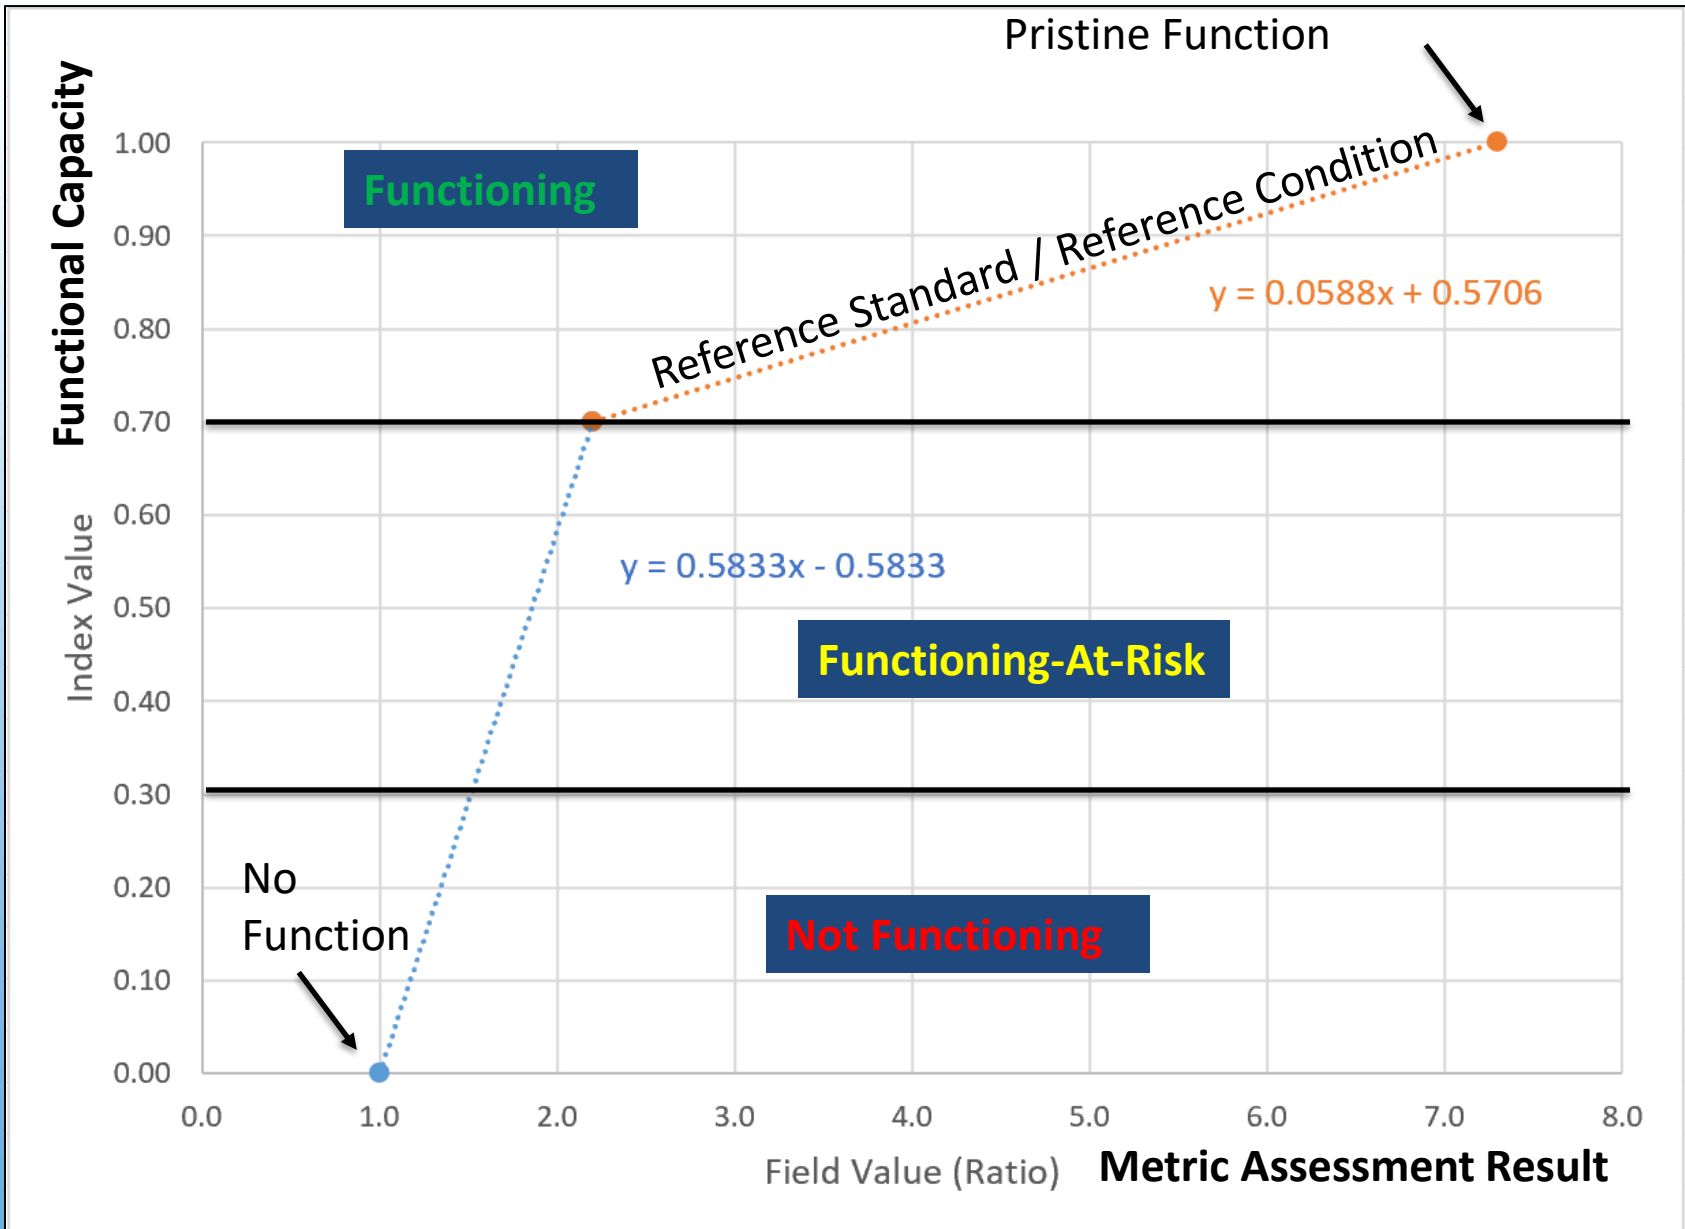 Pristine Function
Functional Capacity
Index Value
1.00
0.90
0.80
0.70
0.60
0.50
0.40
0.30
0.20
0.10
0.00
Functioning
Reference Standard / Reference Condition
y = 0.0588x + 0.5706
y = 0.5833x - 0.5833
Functioning-At-Risk
No
Function
Not Functioning
0.0 1.0 2.0 3.0 4.0 5.0 6.0 7.0 8.0
Field Value (Ratio) Metric Assessment Result